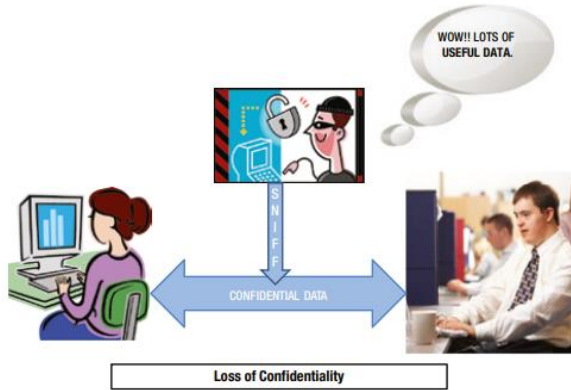 WOW!! LOTS OF
USEFUL DATA.
SNIFF
CONFIDENTIAL DATA
Loss of Confidentiality